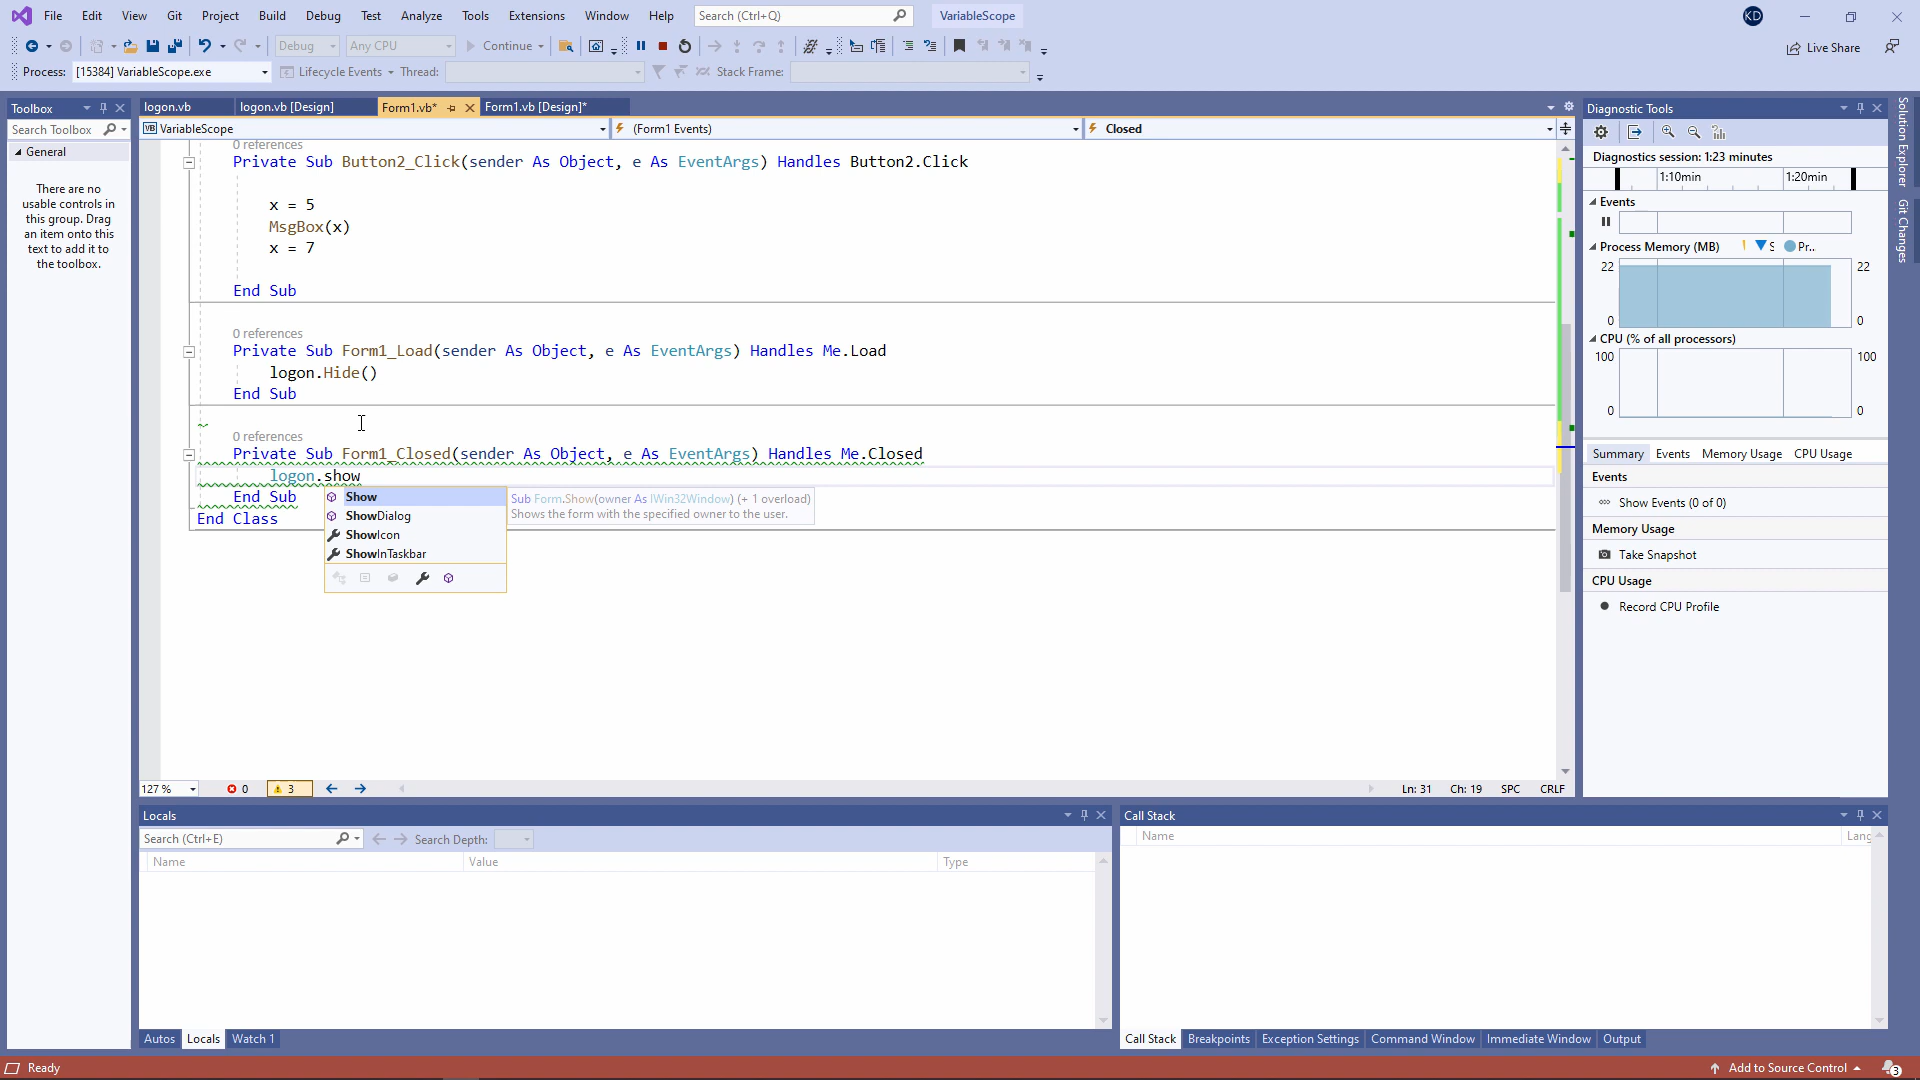 File Edit View Git Project Build Debug Test Analyze Tools Extensions Window Help Search (Ctrl+Q) VariableScope KD
Debug Any CPU Continue Live Share
Process: [15384] VariableScope.exe Lifecycle Events Thread: Stack Frame:
Toolbox
Search Toolbox
General
There are no
usable controls in
this group. Drag
an item onto this
text to add it to
the toolbox.
logon.vb logon.vb [Design] Form1.vb* Form1.vb [Design]*
VB VariableScope (Form1 Events) Closed
0 references
Private Sub Button2_Click(sender As Object, e As EventArgs) Handles Button2.Click
x = 5
MsgBox(x)
x = 7
End Sub
0 references
Private Sub Form1_Load(sender As Object, e As EventArgs) Handles Me.Load
logon.Hide()
End Sub
0 references
Private Sub Form1_Closed(sender As Object, e As EventArgs) Handles Me.Closed
logon.show
End Sub
End Class
Show
ShowDialog
ShowIcon
ShowInTaskbar
Sub Form.Show(owner As IWin32Window) (+ 1 overload)
Shows the form with the specified owner to the user.
127 % 0 3 Ln: 31 Ch: 19 SPC CRLF
Diagnostic Tools
Diagnostics session: 1:23 minutes
1:10min 1:20min
Events
Process Memory (MB) S Pr...
22 22
0 0
CPU (% of all processors)
100 100
0 0
Summary Events Memory Usage CPU Usage
Events
Show Events (0 of 0)
Memory Usage
Take Snapshot
CPU Usage
Record CPU Profile
Solution Explorer
Git Changes
Locals
Search (Ctrl+E) Search Depth:
Name Value Type
Autos Locals Watch 1
Call Stack
Name Lang
Call Stack Breakpoints Exception Settings Command Window Immediate Window Output
Ready Add to Source Control 3